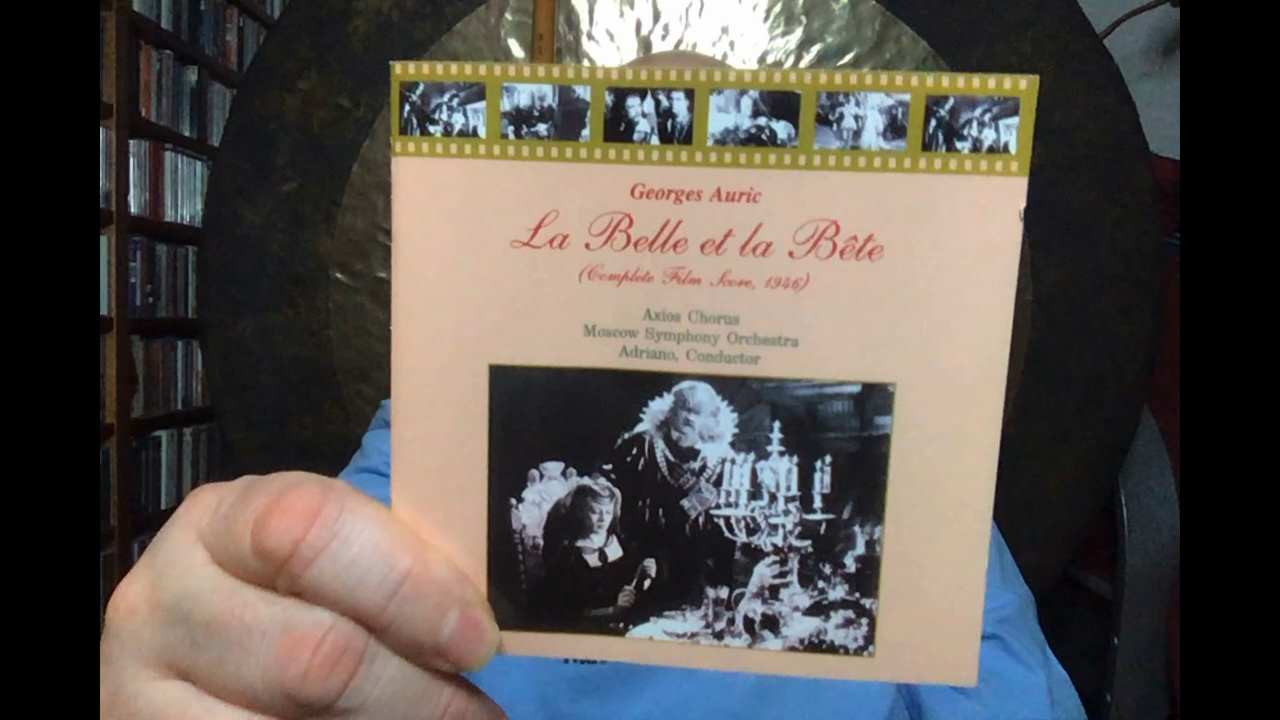 Georges Auric
La Belle et la Bête
(Complete Film Score, 1946)
Axios Chorus
Moscow Symphony Orchestra
Adriano, Conductor